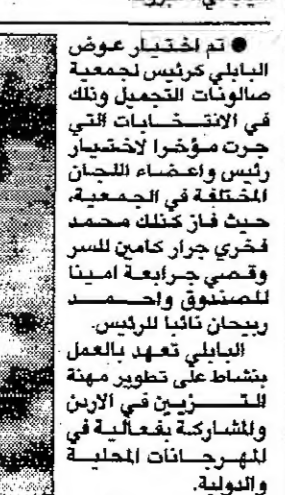 ● تم اختيار عوض
البابلي كرئيس لجمعية
صالونات التجميل وذلك
في الانتخابات التي
جرت مؤخرا لاختيار
رئيس واعضاء اللجان
المختلفة في الجمعية،
حيث فاز كذلك محمد
فخري جرار كامين للسر
وقصي جرابعة امينا
للصندوق واحمد
ريحان نائبا للرئيس.
البابلي تعهد بالعمل
بنشاط على تطوير مهنة
التزيين في الاردن
والمشاركة بفعالية في
المهرجانات المحلية
والدولية.